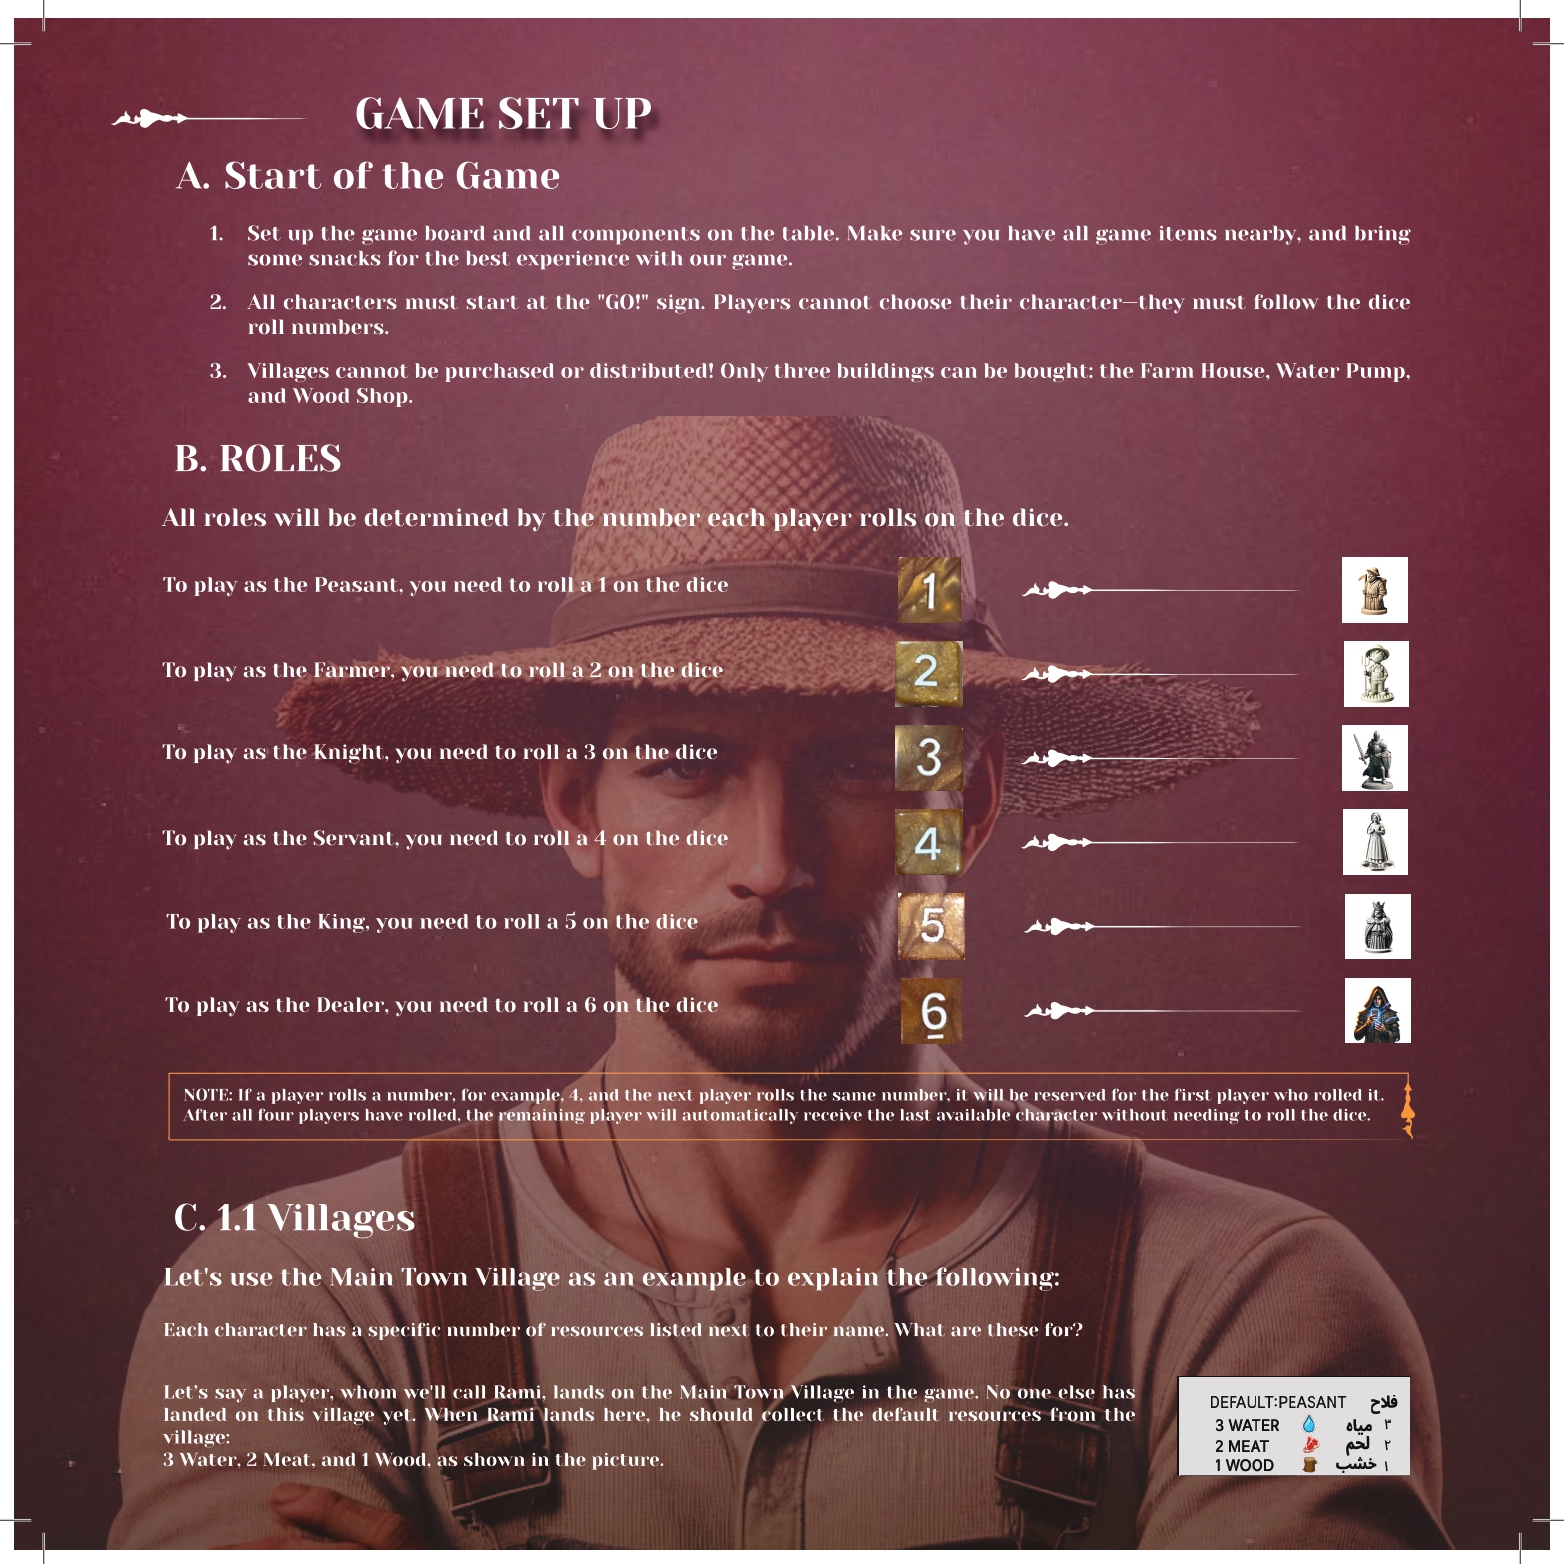 GAME SET UP
A. Start of the Game
1. Set up the game board and all components on the table. Make sure you have all game items nearby, and bring
some snacks for the best experience with our game.
2. All characters must start at the "GO!" sign. Players cannot choose their character—they must follow the dice
roll numbers.
3. Villages cannot be purchased or distributed! Only three buildings can be bought: the Farm House, Water Pump,
and Wood Shop.
B. ROLES
All roles will be determined by the number each player rolls on the dice.
To play as the Peasant, you need to roll a 1 on the dice
1
To play as the Farmer, you need to roll a 2 on the dice
2
To play as the Knight, you need to roll a 3 on the dice
3
To play as the Servant, you need to roll a 4 on the dice
4
To play as the King, you need to roll a 5 on the dice
5
To play as the Dealer, you need to roll a 6 on the dice
6
NOTE: If a player rolls a number, for example, 4, and the next player rolls the same number, it will be reserved for the first player who rolled it.
After all four players have rolled, the remaining player will automatically receive the last available character without needing to roll the dice.
C. 1.1 Villages
Let's use the Main Town Village as an example to explain the following:
Each character has a specific number of resources listed next to their name. What are these for?
Let's say a player, whom we'll call Rami, lands on the Main Town Village in the game. No one else has
landed on this village yet. When Rami lands here, he should collect the default resources from the
village:
3 Water, 2 Meat, and 1 Wood, as shown in the picture.
DEFAULT:PEASANT فلاح
3 WATER مياه ٣
2 MEAT لحم ٢
1 WOOD خشب ١